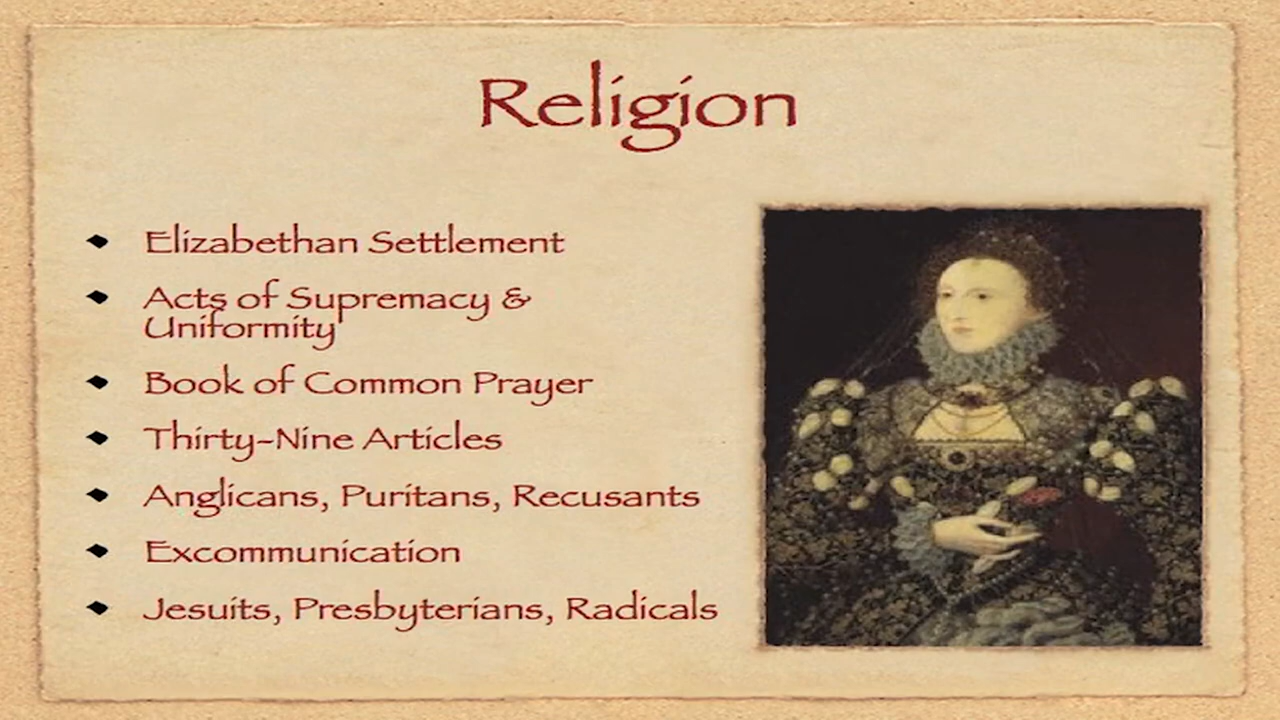 Religion
Elizabethan Settlement
Acts of Supremacy &
Uniformity
Book of Common Prayer
Thirty-Nine Articles
Anglicans, Puritans, Recusants
Excommunication
Jesuits, Presbyterians, Radicals